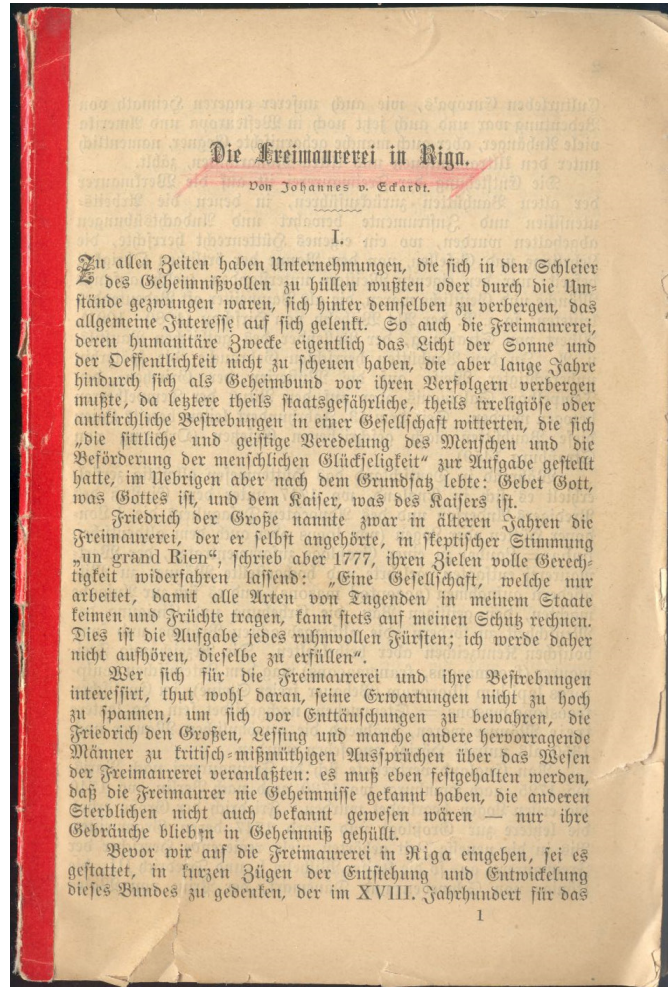 Die Freimaurerei in Riga.
Von Johannes v. Eckardt.
I.
Zu allen Zeiten haben Unternehmungen, die sich in den Schleier
des Geheimnißvollen zu hüllen wußten oder durch die Um-
stände gezwungen waren, sich hinter demselben zu verbergen, das
allgemeine Interesse auf sich gelenkt. So auch die Freimaurerei,
deren humanitäre Zwecke eigentlich das Licht der Sonne und
der Oeffentlichkeit nicht zu scheuen haben, die aber lange Jahre
hindurch sich als Geheimbund vor ihren Verfolgern verbergen
mußte, da letztere theils staatsgefährliche, theils irreligiöse oder
antikirchliche Bestrebungen in einer Gesellschaft witterten, die sich
„die sittliche und geistige Veredelung des Menschen und die
Beförderung der menschlichen Glückseligkeit“ zur Aufgabe gestellt
hatte, im Uebrigen aber nach dem Grundsatz lebte: Gebet Gott,
was Gottes ist, und dem Kaiser, was des Kaisers ist.
Friedrich der Große nannte zwar in älteren Jahren die
Freimaurerei, der er selbst angehörte, in skeptischer Stimmung
„un grand Rien“, schrieb aber 1777, ihren Zielen volle Gerech-
tigkeit widerfahren lassend: „Eine Gesellschaft, welche nur
arbeitet, damit alle Arten von Tugenden in meinem Staate
keimen und Früchte tragen, kann stets auf meinen Schutz rechnen.
Dies ist die Aufgabe jedes ruhmvollen Fürsten; ich werde daher
nicht aufhören, dieselbe zu erfüllen“.
Wer sich für die Freimaurerei und ihre Bestrebungen
interessirt, thut wohl daran, seine Erwartungen nicht zu hoch
zu spannen, um sich vor Enttäuschungen zu bewahren, die
Friedrich den Großen, Lessing und manche andere hervorragende
Männer zu kritisch-mißmüthigen Aussprüchen über das Wesen
der Freimaurerei veranlaßten: es muß eben festgehalten werden,
daß die Freimaurer nie Geheimnisse gekannt haben, die anderen
Sterblichen nicht auch bekannt gewesen wären — nur ihre
Gebräuche blieben in Geheimniß gehüllt.
Bevor wir auf die Freimaurerei in Riga eingehen, sei es
gestattet, in kurzen Zügen der Entstehung und Entwickelung
dieses Bundes zu gedenken, der im XVIII. Jahrhundert für das
1